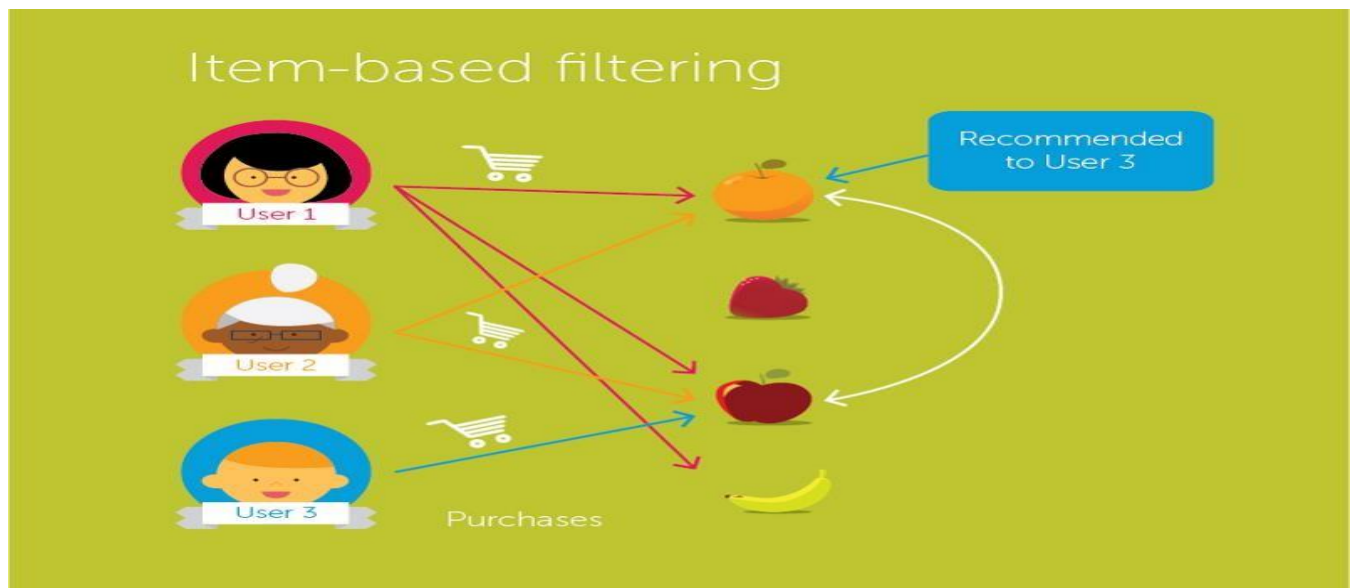 Item-based filtering
Recommended
to User 3
User 1
User 2
User 3
Purchases